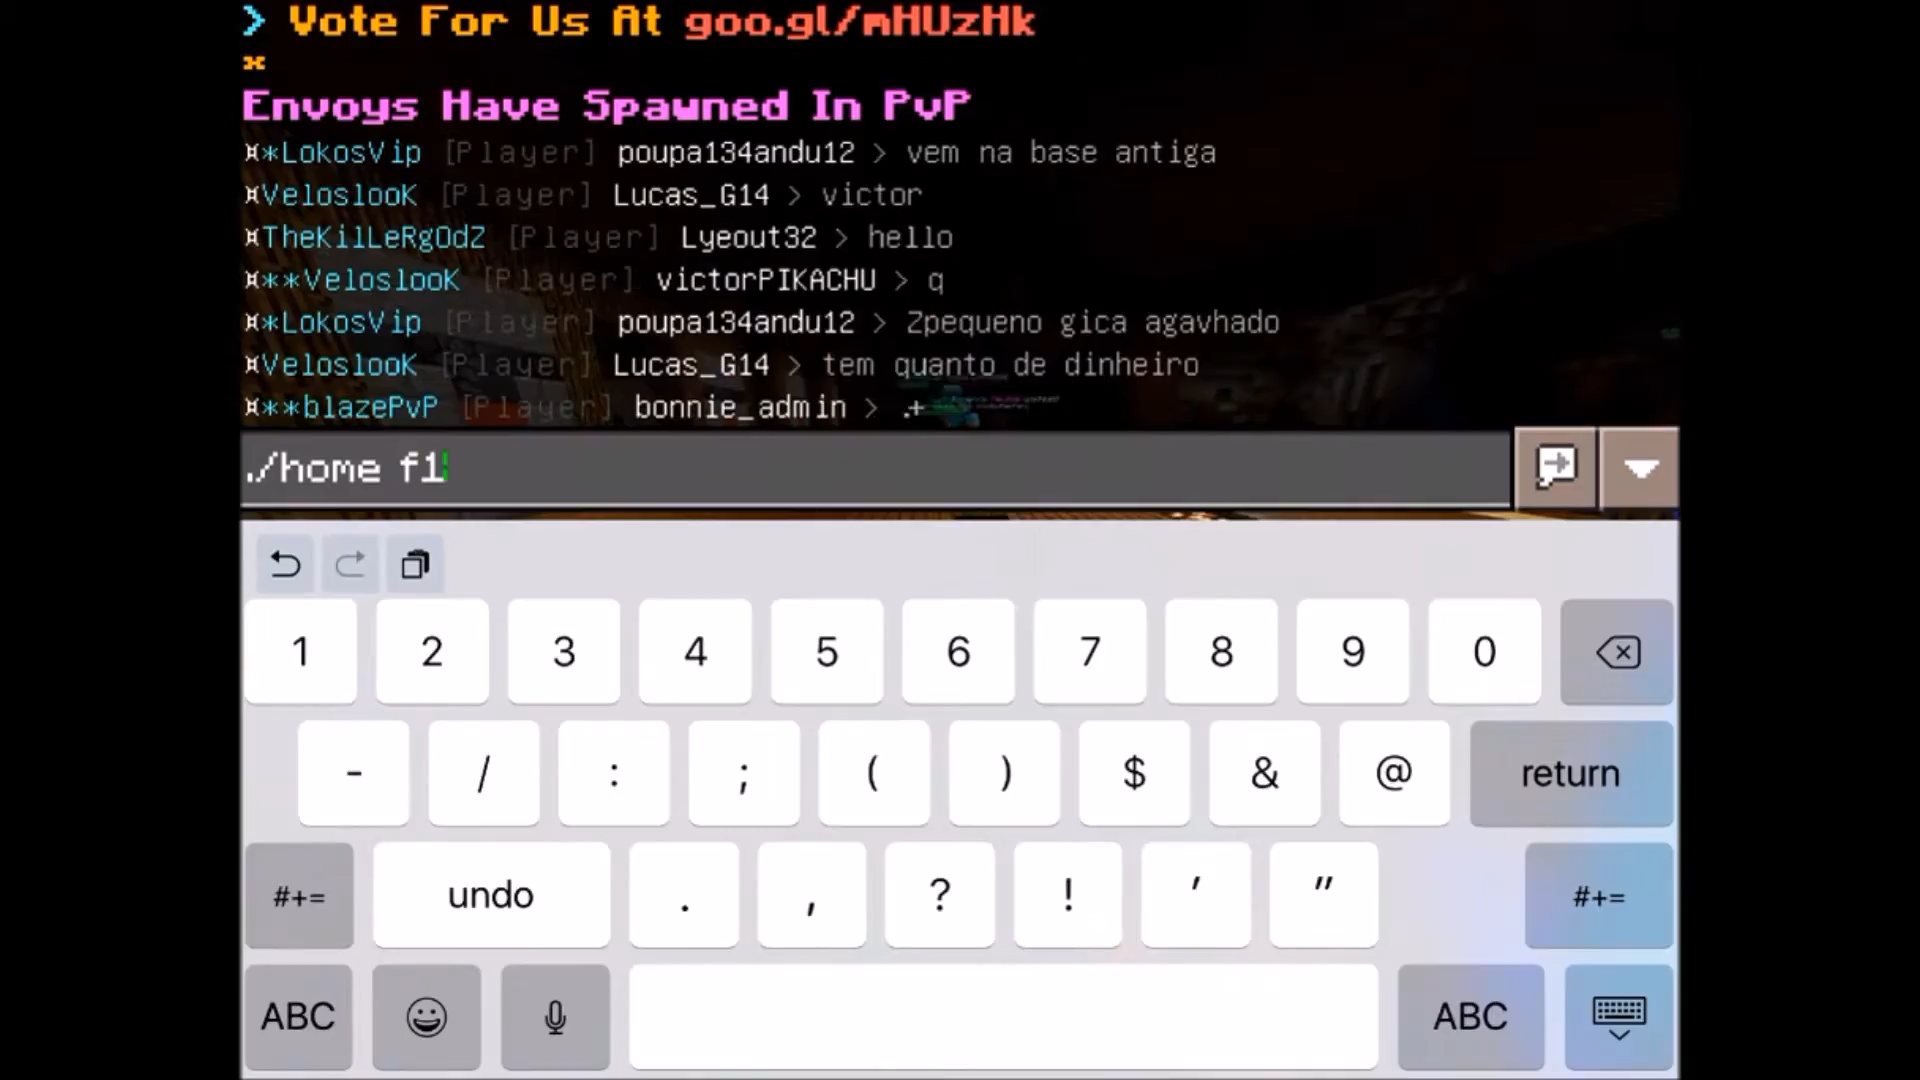 > Vote For Us At goo.gl/mHUzHk
×
Envoys Have Spawned In PvP
¤*LokosVip [Player] poupa134andu12 > vem na base antiga
¤VeloslooK [Player] Lucas_G14 > victor
¤TheKilLeRgOdZ [Player] Lyeout32 > hello
¤**VeloslooK [Player] victorPIKACHU > q
¤*LokosVip [Player] poupa134andu12 > Zpequeno gica agavhado
¤VeloslooK [Player] Lucas_G14 > tem quanto de dinheiro
¤**blazePvP [Player] bonnie_admin > .+
./home f1
1 2 3 4 5 6 7 8 9 0
- / : ; ( ) $ & @ return
#+= undo . , ? ! ' " #+=
ABC ABC